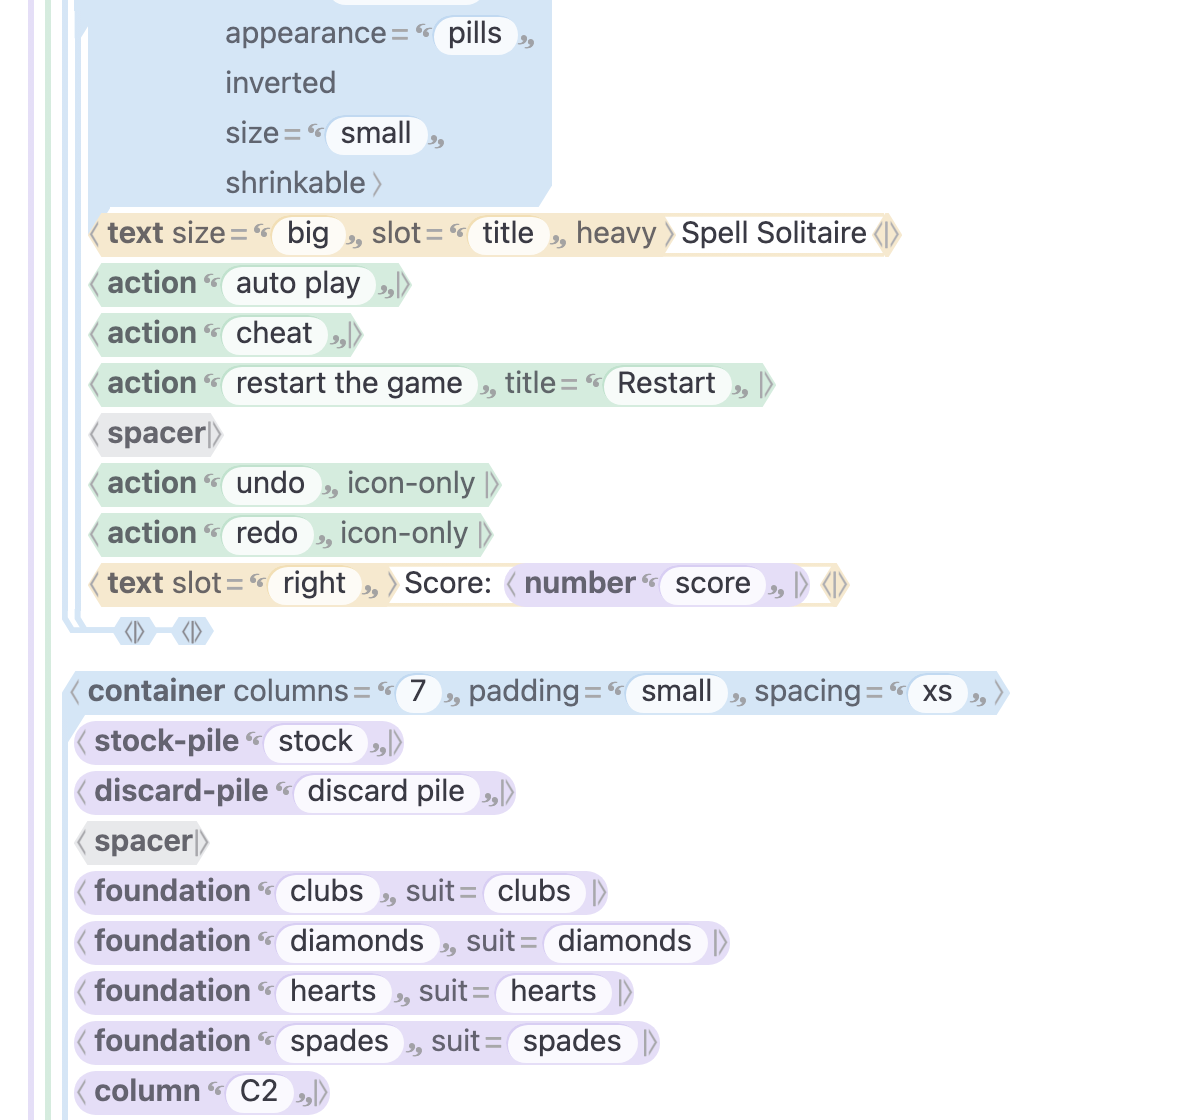 appearance=“pills„
inverted
size=“small„
shrinkable⟩
⟨text size=“big„ slot=“title„ heavy⟩Spell Solitaire⟨|⟩
⟨action “auto play„|⟩
⟨action “cheat„|⟩
⟨action “restart the game„ title=“Restart„|⟩
⟨spacer|⟩
⟨action “undo„ icon-only|⟩
⟨action “redo„ icon-only|⟩
⟨text slot=“right„⟩Score: ⟨number “score„|⟩⟨|⟩
⟨|⟩ ⟨|⟩
⟨container columns=“7„ padding=“small„ spacing=“xs„⟩
⟨stock-pile “stock„|⟩
⟨discard-pile “discard pile„|⟩
⟨spacer|⟩
⟨foundation “clubs„ suit=clubs|⟩
⟨foundation “diamonds„ suit=diamonds|⟩
⟨foundation “hearts„ suit=hearts|⟩
⟨foundation “spades„ suit=spades|⟩
⟨column “C2„|⟩